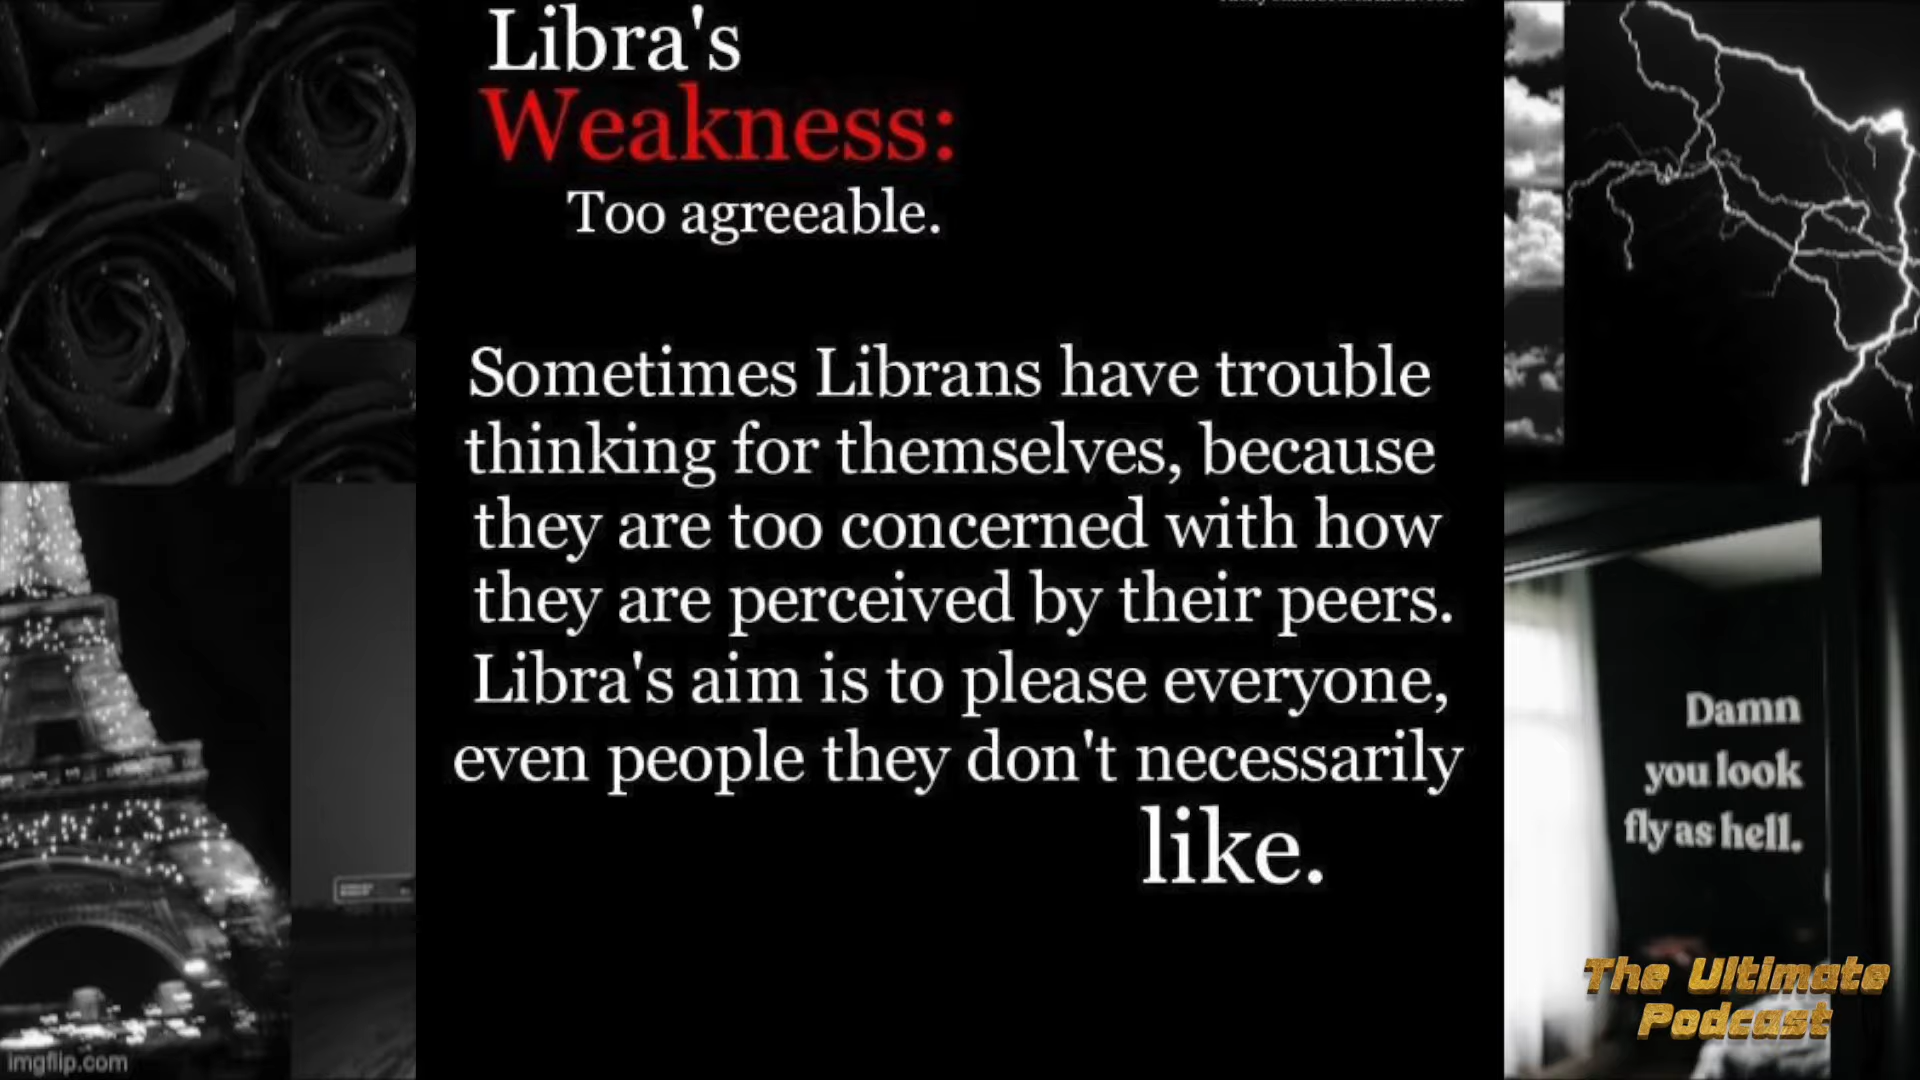 Libra's
Weakness:
Too agreeable.
Sometimes Librans have trouble
thinking for themselves, because
they are too concerned with how
they are perceived by their peers.
Libra's aim is to please everyone,
even people they don't necessarily
like.
Damn
you look
fly as hell.
The Ultimate
Podcast
imgflip.com